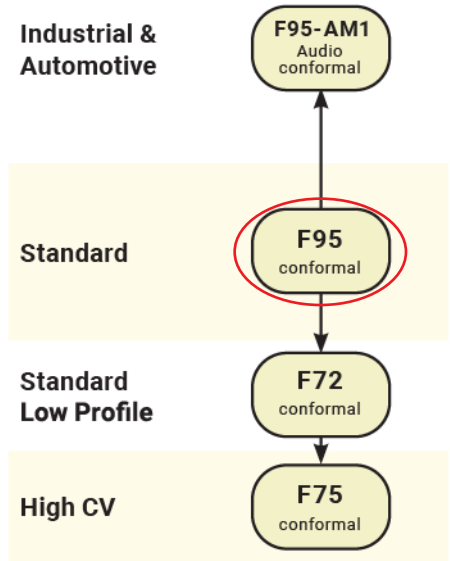 Industrial &
Automotive
F95-AM1
Audio
conformal
Standard
F95
conformal
Standard
Low Profile
F72
conformal
High CV
F75
conformal